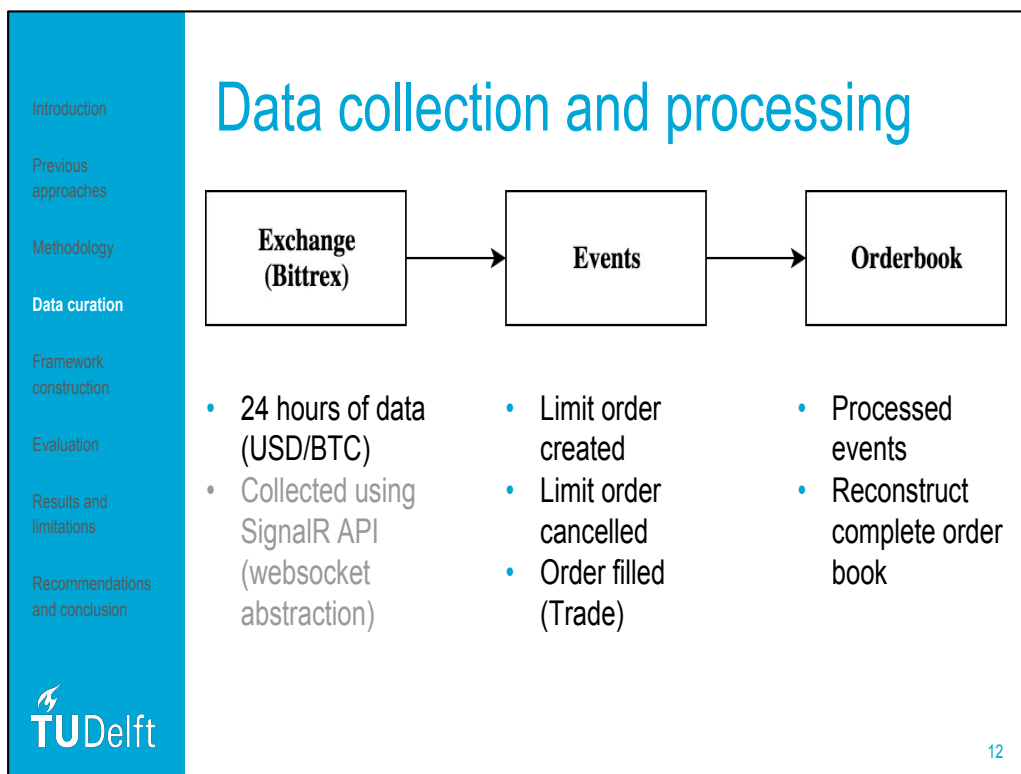 Introduction
Previous
approaches
Methodology
Data curation
Framework
construction
Evaluation
Results and
limitations
Recommendations
and conclusion
TUDelft
Data collection and processing
Exchange
(Bittrex)
Events
Orderbook
• 24 hours of data
(USD/BTC)
• Collected using
SignalR API
(websocket
abstraction)
• Limit order
created
• Limit order
cancelled
• Order filled
(Trade)
• Processed
events
• Reconstruct
complete order
book
12